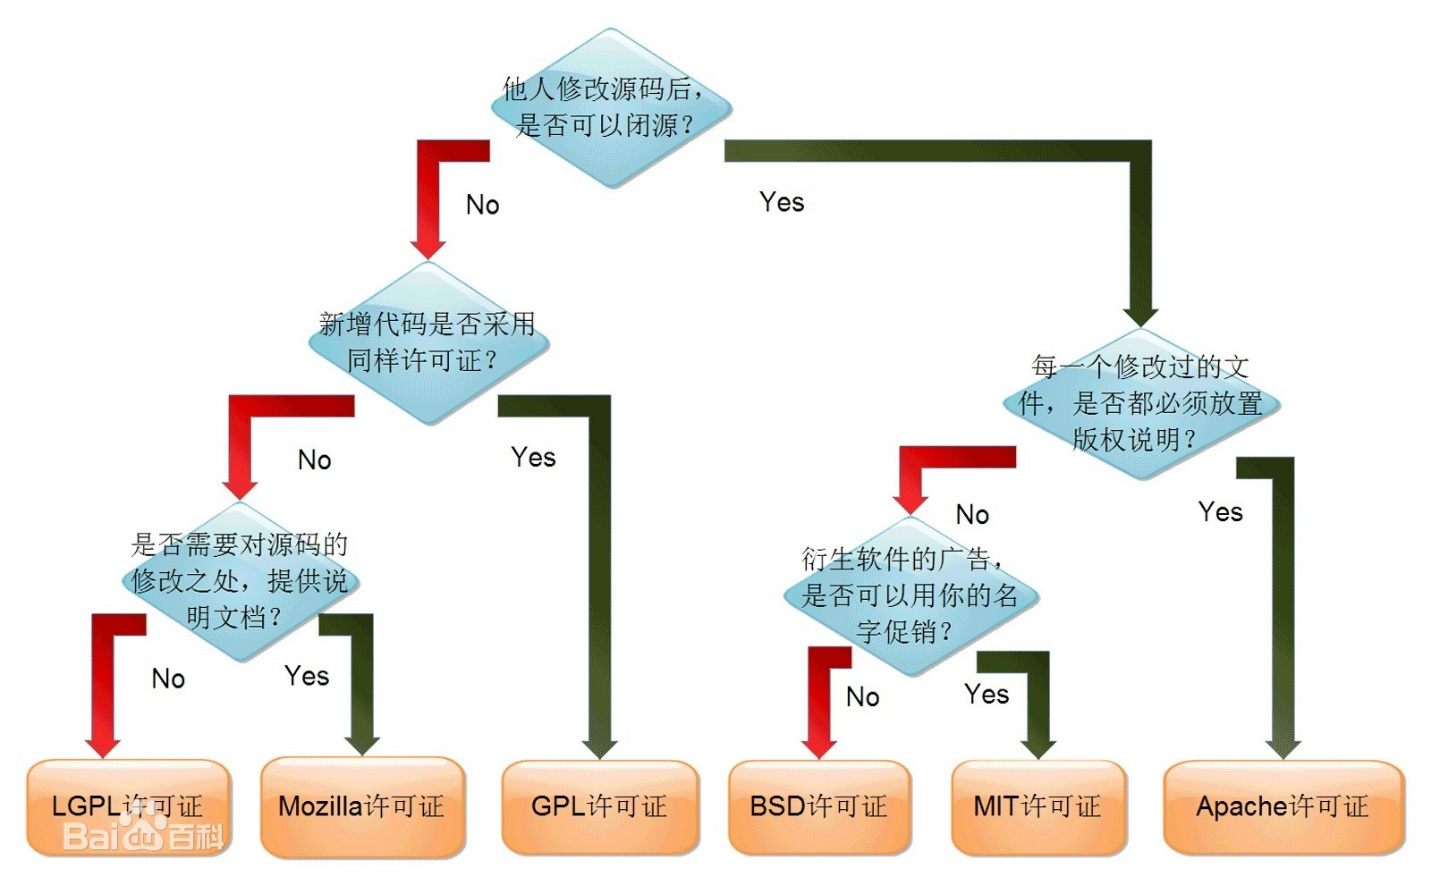 他人修改源码后，
是否可以闭源？
No
Yes
新增代码是否采用
同样许可证？
每一个修改过的文
件，是否都必须放置
版权说明？
No
Yes
No
Yes
是否需要对源码的
修改之处，提供说
明文档？
衍生软件的广告，
是否可以用你的名
字促销？
No
Yes
No
Yes
LGPL许可证
Mozilla许可证
GPL许可证
BSD许可证
MIT许可证
Apache许可证
Bai du 百科